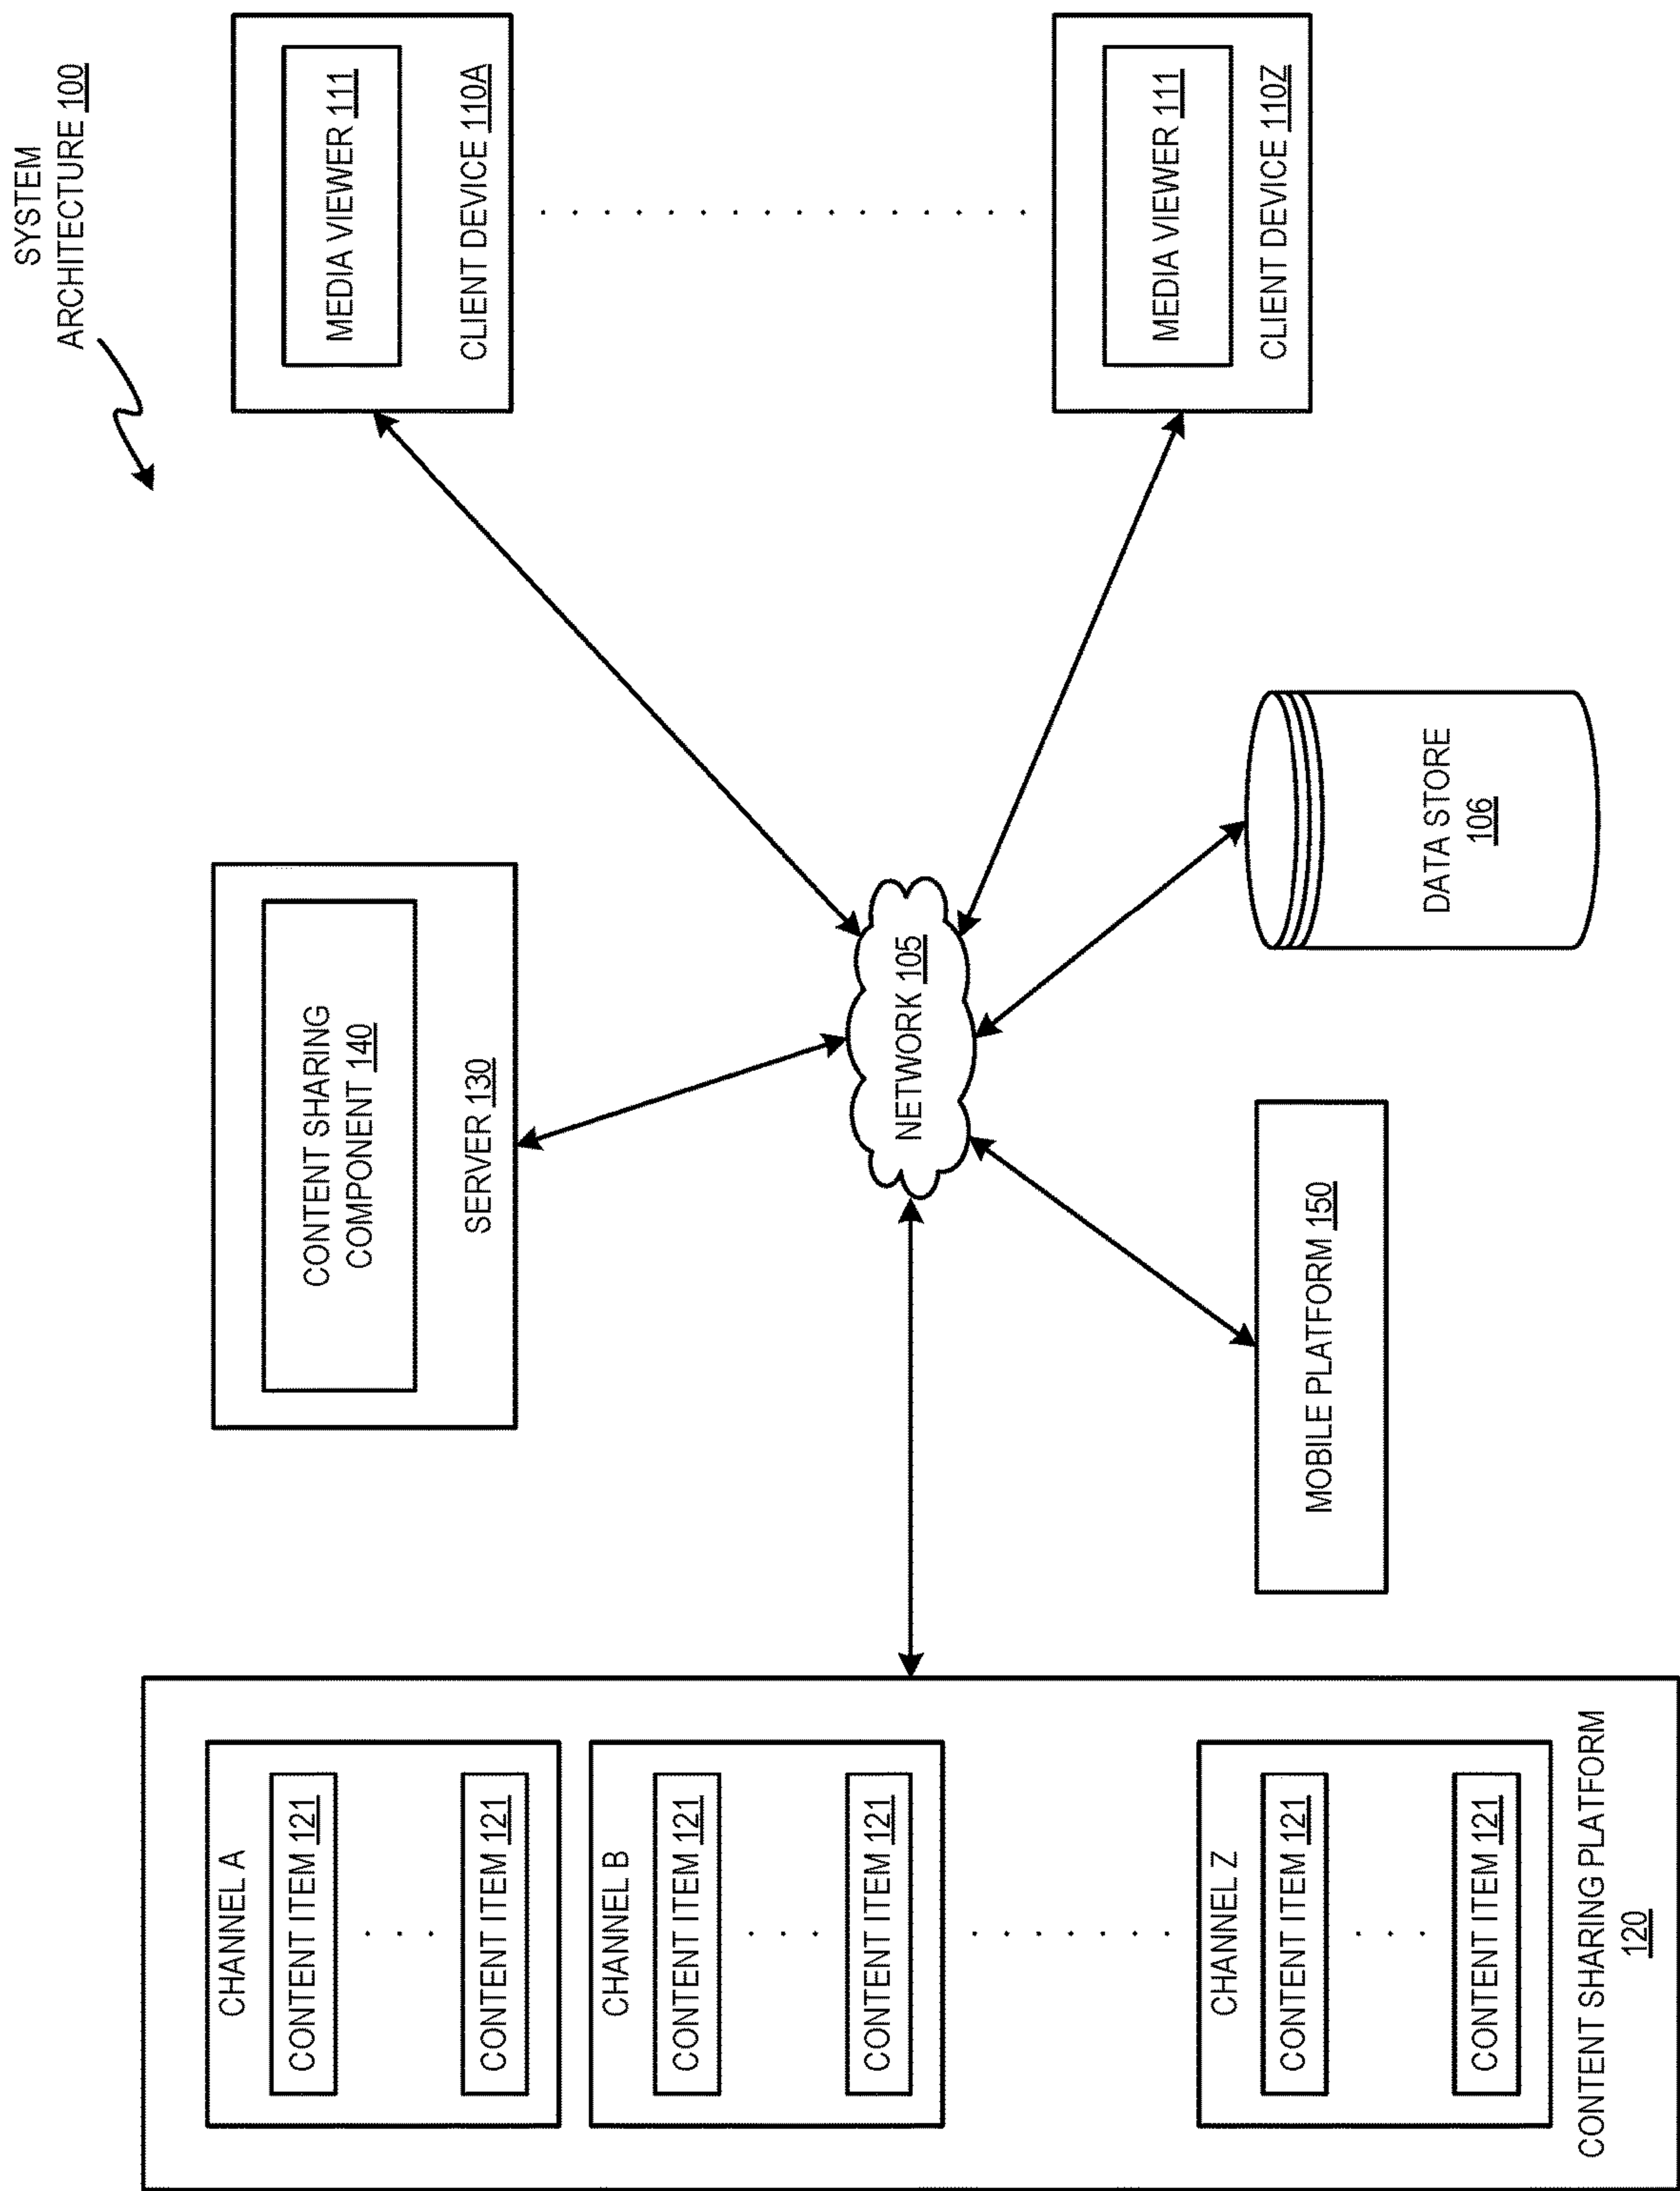 SYSTEM
ARCHITECTURE 100
CHANNEL A
CONTENT ITEM 121
CONTENT ITEM 121
CHANNEL B
CONTENT ITEM 121
CONTENT ITEM 121
CHANNEL Z
CONTENT ITEM 121
CONTENT ITEM 121
CONTENT SHARING PLATFORM
120
CONTENT SHARING
COMPONENT 140
SERVER 130
NETWORK 105
MOBILE PLATFORM 150
DATA STORE
106
MEDIA VIEWER 111
CLIENT DEVICE 110A
MEDIA VIEWER 111
CLIENT DEVICE 110Z